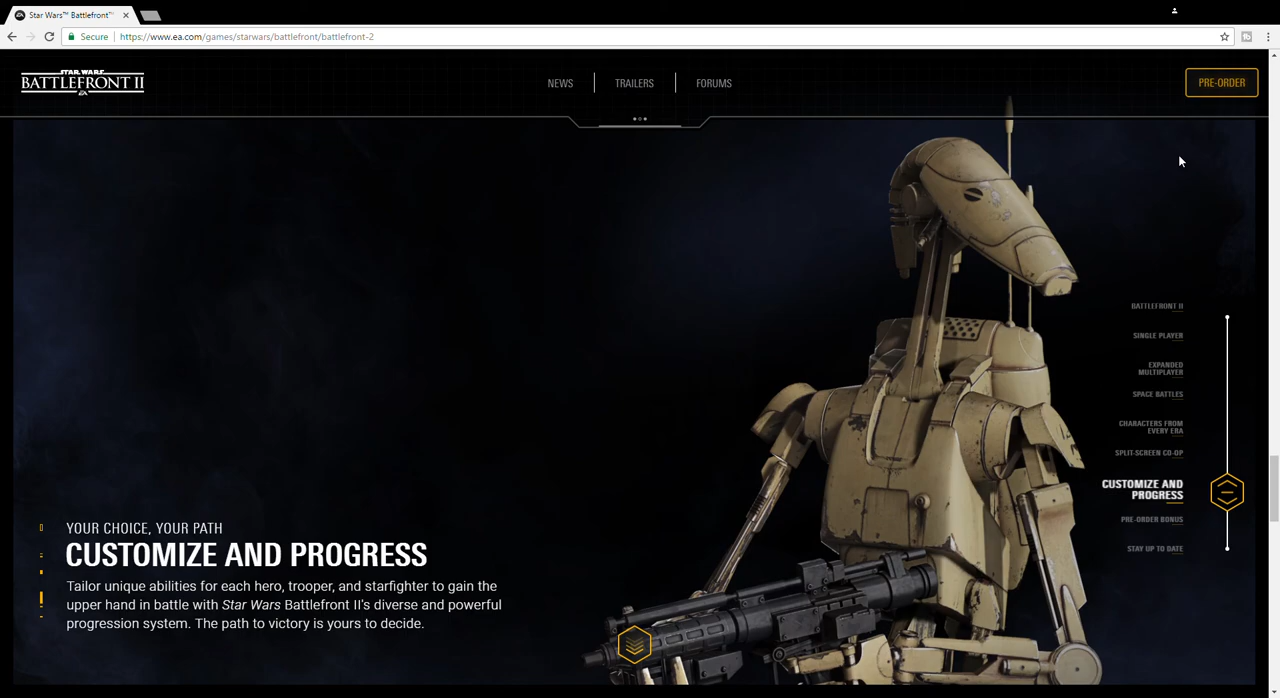 Star Wars™ Battlefront™
Secure
https://www.ea.com/games/starwars/battlefront/battlefront-2
STAR WARS
BATTLEFRONT II
EA
NEWS
TRAILERS
FORUMS
PRE-ORDER
BATTLEFRONT II
SINGLE PLAYER
EXPANDED
MULTIPLAYER
SPACE BATTLES
CHARACTERS FROM
EVERY ERA
SPLIT-SCREEN CO-OP
CUSTOMIZE AND
PROGRESS
PRE-ORDER BONUS
STAY UP TO DATE
YOUR CHOICE, YOUR PATH
CUSTOMIZE AND PROGRESS
Tailor unique abilities for each hero, trooper, and starfighter to gain the
upper hand in battle with Star Wars Battlefront II's diverse and powerful
progression system. The path to victory is yours to decide.